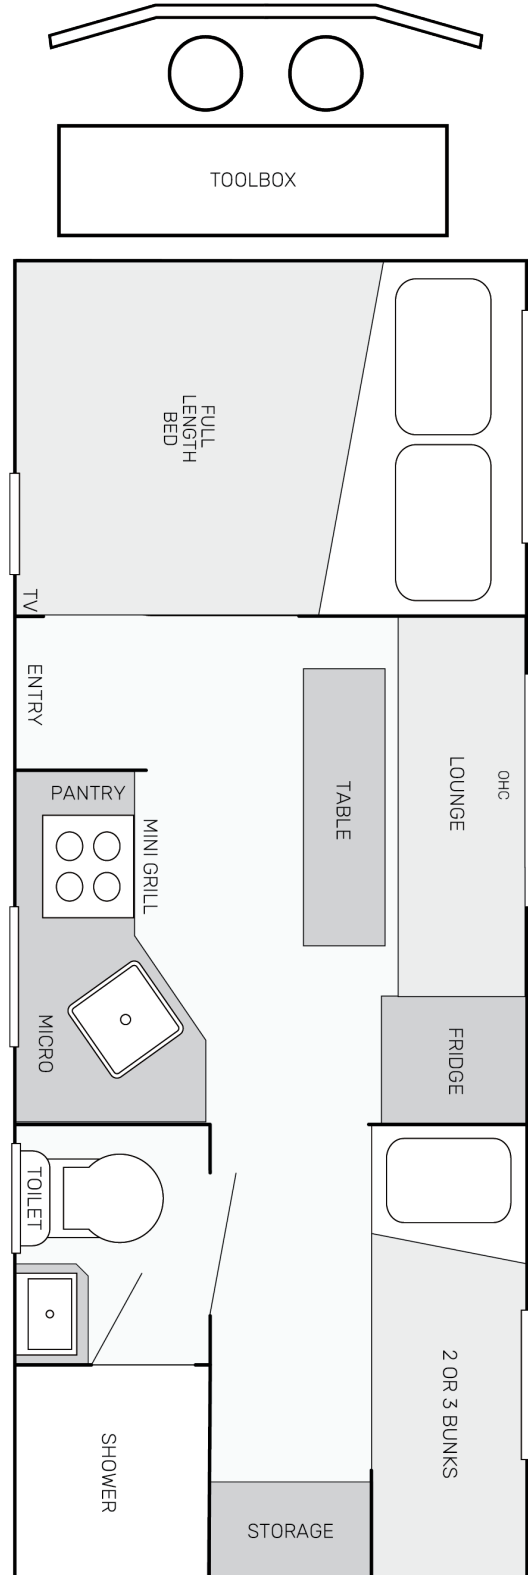 TOOLBOX
FULL
LENGTH
BED
TV
ENTRY
PANTRY
MINI GRILL
TABLE
LOUNGE
OHC
MICRO
FRIDGE
TOILET
2 OR 3 BUNKS
SHOWER
STORAGE